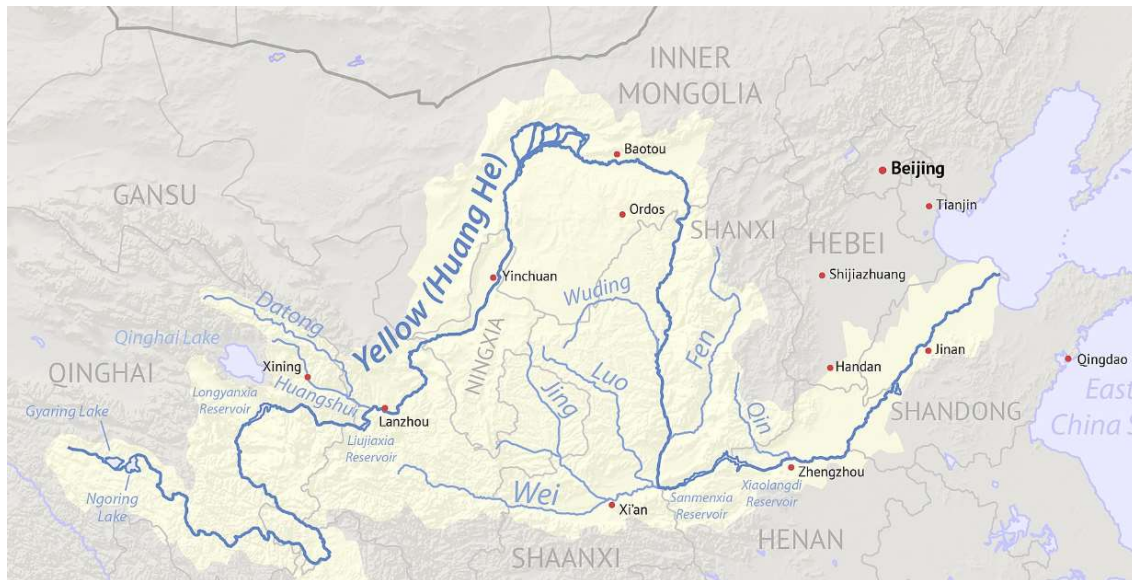 INNER
MONGOLIA
Baotou
Beijing
GANSU
Yellow (Huang He)
Ordos
Tianjin
SHANXI
HEBEI
Yinchuan
Shijiazhuang
Wuding
Datong
Qinghai Lake
NINGXIA
Fen
Jinan
Qingdao
Xining
QINGHAI
Huangshui
Luo
Handan
Longyanxia
Reservoir
Jing
East
China S
Gyaring Lake
Lanzhou
Qin
SHANDONG
Liujiaxia
Reservoir
Zhengzhou
Ngoring
Lake
Wei
Xiaolangdi
Reservoir
Sanmenxia
Reservoir
Xi'an
HENAN
SHAANXI